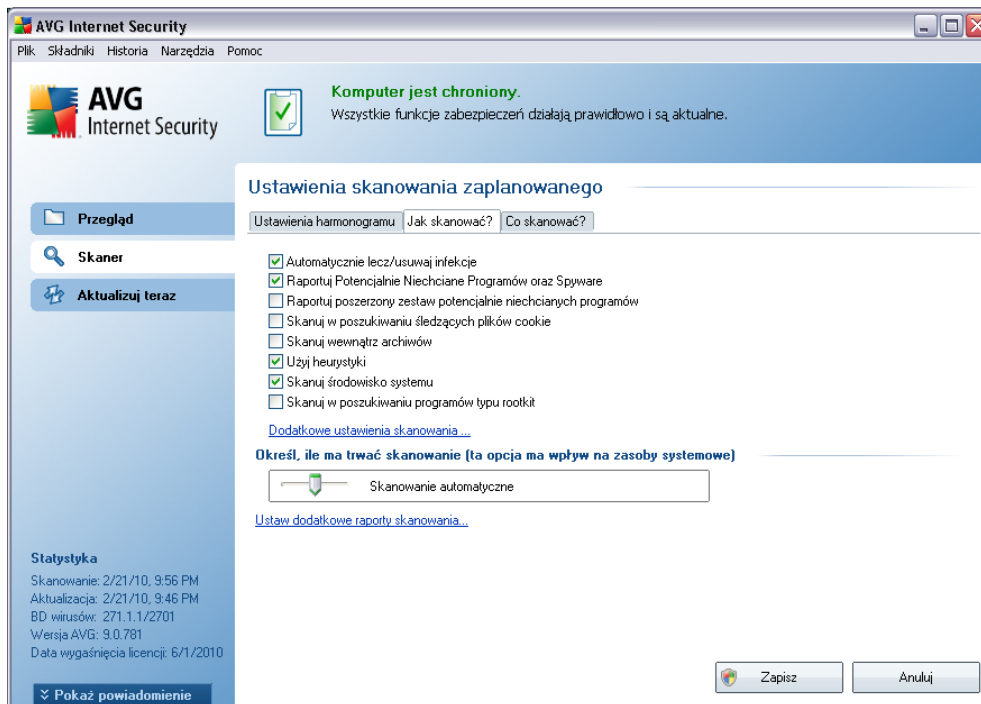 AVG Internet Security
Plik Składniki Historia Narzędzia Pomoc
AVG
Internet Security
Komputer jest chroniony.
Wszystkie funkcje zabezpieczeń działają prawidłowo i są aktualne.
Ustawienia skanowania zaplanowanego
Przegląd
Skaner
Aktualizuj teraz
Ustawienia harmonogramu Jak skanować? Co skanować?
Automatycznie lecz/usuwaj infekcje
Raportuj Potencjalnie Niechciane Programów oraz Spyware
Raportuj poszerzony zestaw potencjalnie niechcianych programów
Skanuj w poszukiwaniu śledzących plików cookie
Skanuj wewnątrz archiwów
Użyj heurystyki
Skanuj środowisko systemu
Skanuj w poszukiwaniu programów typu rootkit
Dodatkowe ustawienia skanowania ...
Określ, ile ma trwać skanowanie (ta opcja ma wpływ na zasoby systemowe)
Skanowanie automatyczne
Ustaw dodatkowe raporty skanowania...
Statystyka
Skanowanie: 2/21/10, 9:56 PM
Aktualizacja: 2/21/10, 9:46 PM
BD wirusów: 271.1.1/2701
Wersja AVG: 9.0.781
Data wygaśnięcia licencji: 6/1/2010
Pokaż powiadomienie
Zapisz
Anuluj